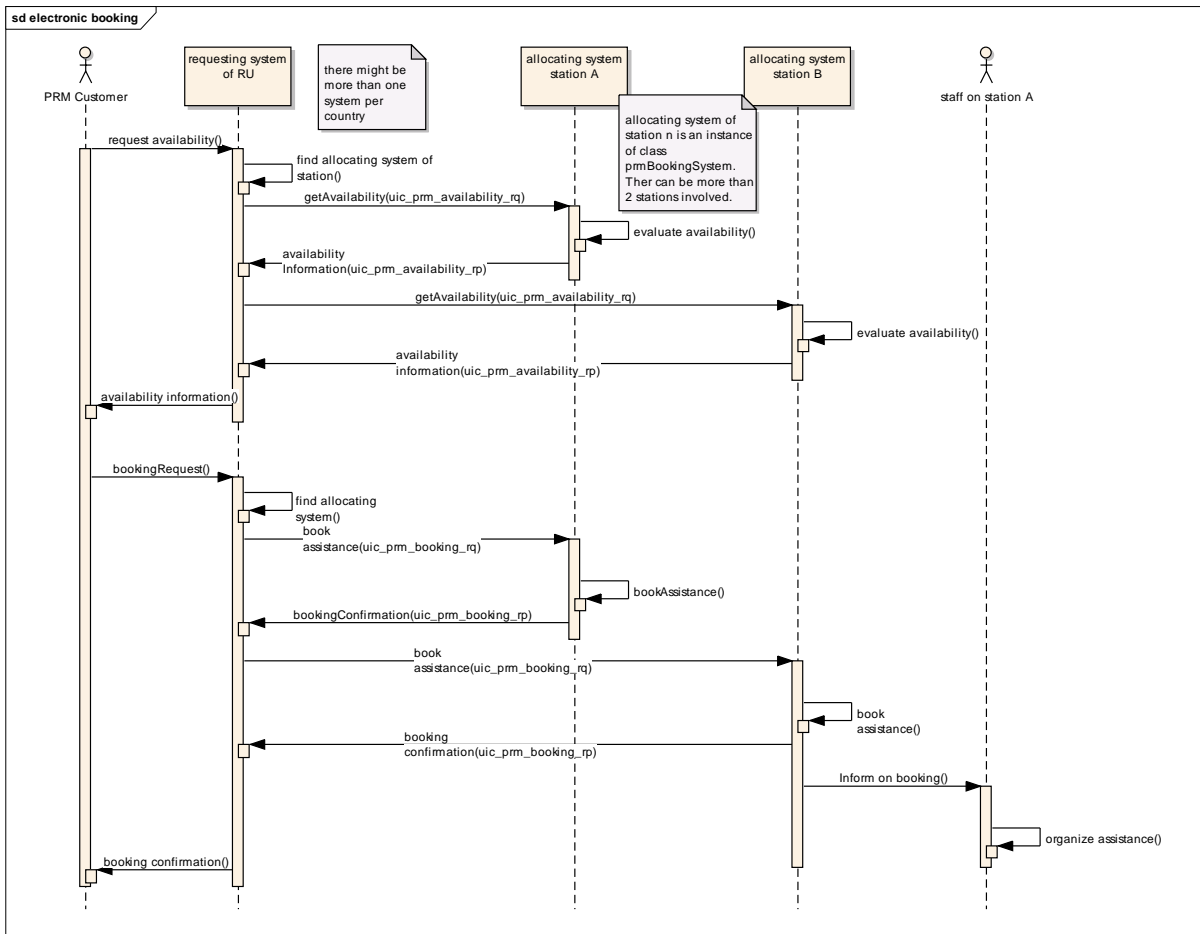 sd electronic booking
PRM Customer
requesting system
of RU
there might be
more than one
system per
country
allocating system
station A
allocating system
station B
staff on station A
allocating system of
station n is an instance
of class
prmBookingSystem.
Ther can be more than
2 stations involved.
request availability()
find allocating system of
station()
getAvailability(uic_prm_availability_rq)
evaluate availability()
availability
Information(uic_prm_availability_rp)
getAvailability(uic_prm_availability_rq)
evaluate availability()
availability
information(uic_prm_availability_rp)
availability information()
bookingRequest()
find allocating
system()
book
assistance(uic_prm_booking_rq)
bookAssistance()
bookingConfirmation(uic_prm_booking_rp)
book
assistance(uic_prm_booking_rq)
book
assistance()
booking
confirmation(uic_prm_booking_rp)
Inform on booking()
organize assistance()
booking confirmation()